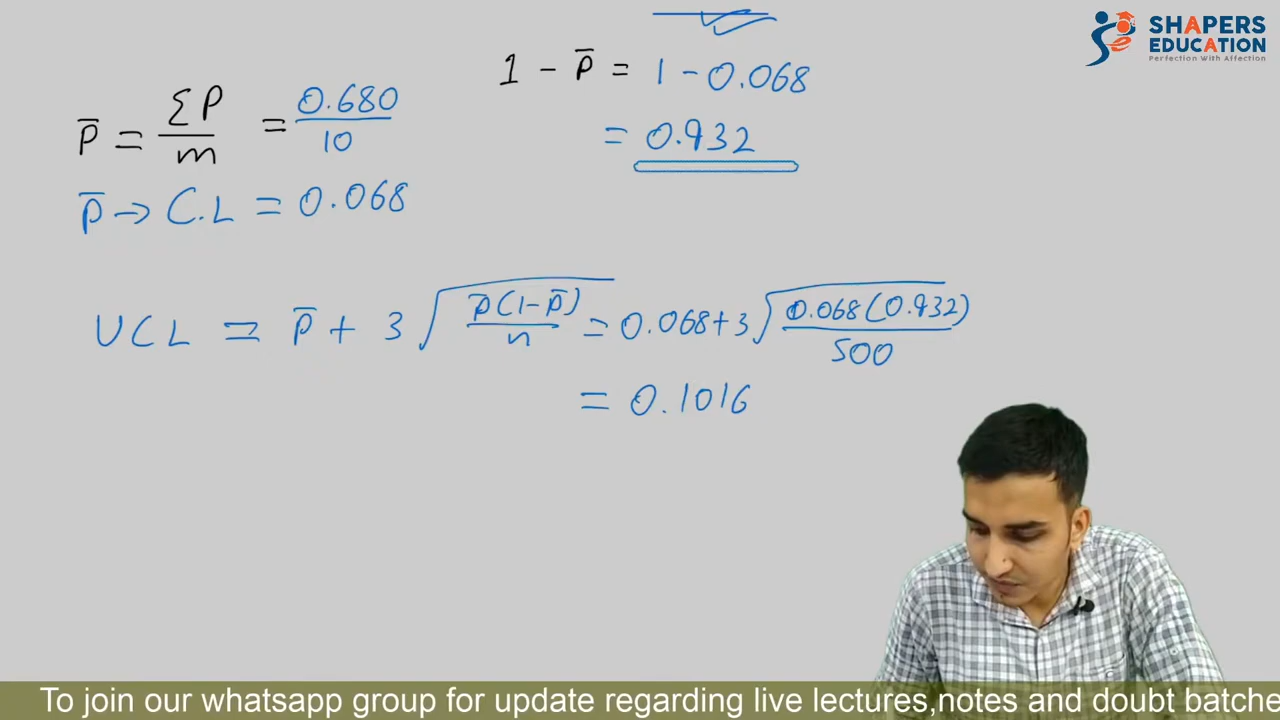 SHAPERS
EDUCATION
Perfection With Affection
1 - p̄ = 1 - 0.068
= 0.932
p̄ = ΣP/m = 0.680/10
p̄ → C.L = 0.068
UCL = p̄ + 3√(p̄(1-p̄)/n) = 0.068+3√(0.068(0.932)/500)
= 0.1016
To join our whatsapp group for update regarding live lectures,notes and doubt batche